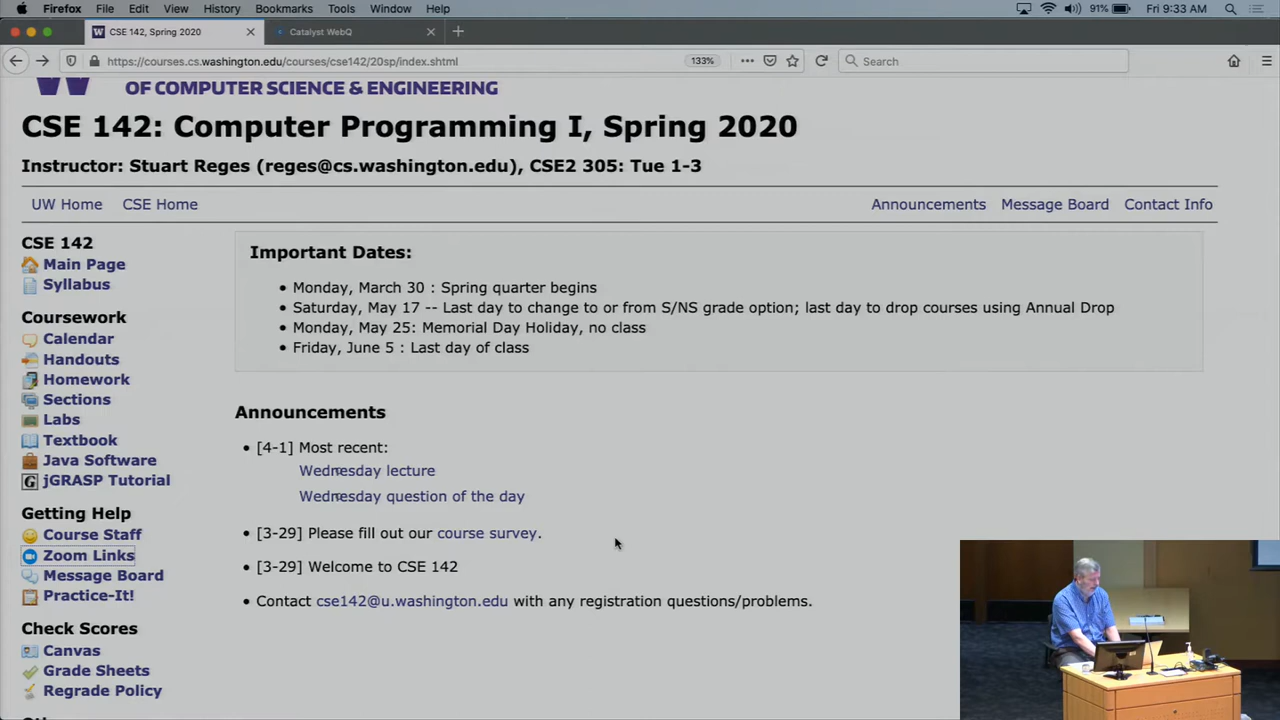 Firefox File Edit View History Bookmarks Tools Window Help 91% Fri 9:33 AM
CSE 142, Spring 2020 Catalyst WebQ
https://courses.cs.washington.edu/courses/cse142/20sp/index.shtml 133% Search
OF COMPUTER SCIENCE & ENGINEERING
CSE 142: Computer Programming I, Spring 2020
Instructor: Stuart Reges (reges@cs.washington.edu), CSE2 305: Tue 1-3
UW Home CSE Home Announcements Message Board Contact Info
CSE 142
Main Page
Syllabus
Coursework
Calendar
Handouts
Homework
Sections
Labs
Textbook
Java Software
jGRASP Tutorial
Getting Help
Course Staff
Zoom Links
Message Board
Practice-It!
Check Scores
Canvas
Grade Sheets
Regrade Policy
Important Dates:
• Monday, March 30 : Spring quarter begins
• Saturday, May 17 -- Last day to change to or from S/NS grade option; last day to drop courses using Annual Drop
• Monday, May 25: Memorial Day Holiday, no class
• Friday, June 5 : Last day of class
Announcements
• [4-1] Most recent:
Wednesday lecture
Wednesday question of the day
• [3-29] Please fill out our course survey.
• [3-29] Welcome to CSE 142
• Contact cse142@u.washington.edu with any registration questions/problems.